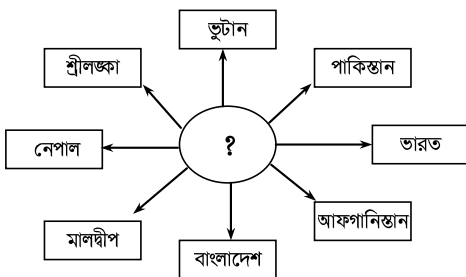 ভুটান
শ্রীলঙ্কা
পাকিস্তান
নেপাল
?
ভারত
মালদ্বীপ
আফগানিস্তান
বাংলাদেশ